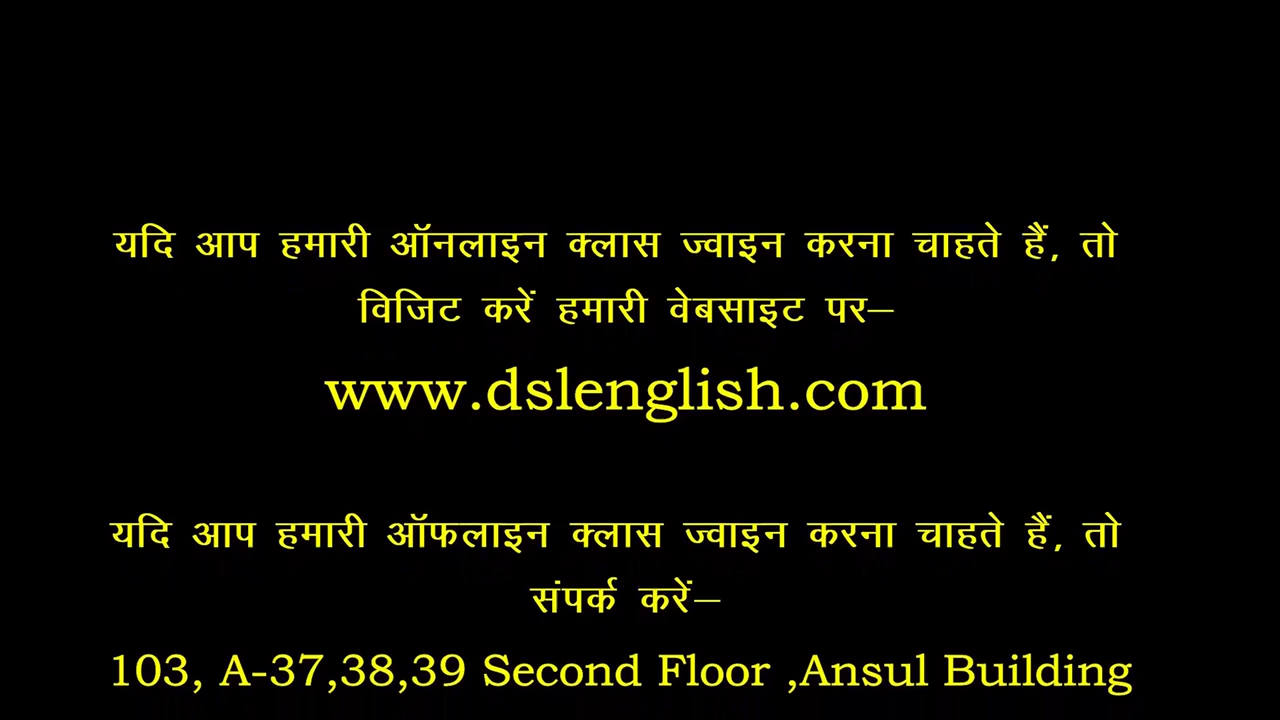 यदि आप हमारी ऑनलाइन क्लास ज्वाइन करना चाहते हैं, तो
विजिट करें हमारी वेबसाइट पर–
www.dslenglish.com
यदि आप हमारी ऑफलाइन क्लास ज्वाइन करना चाहते हैं, तो
संपर्क करें–
103, A-37,38,39 Second Floor ,Ansul Building